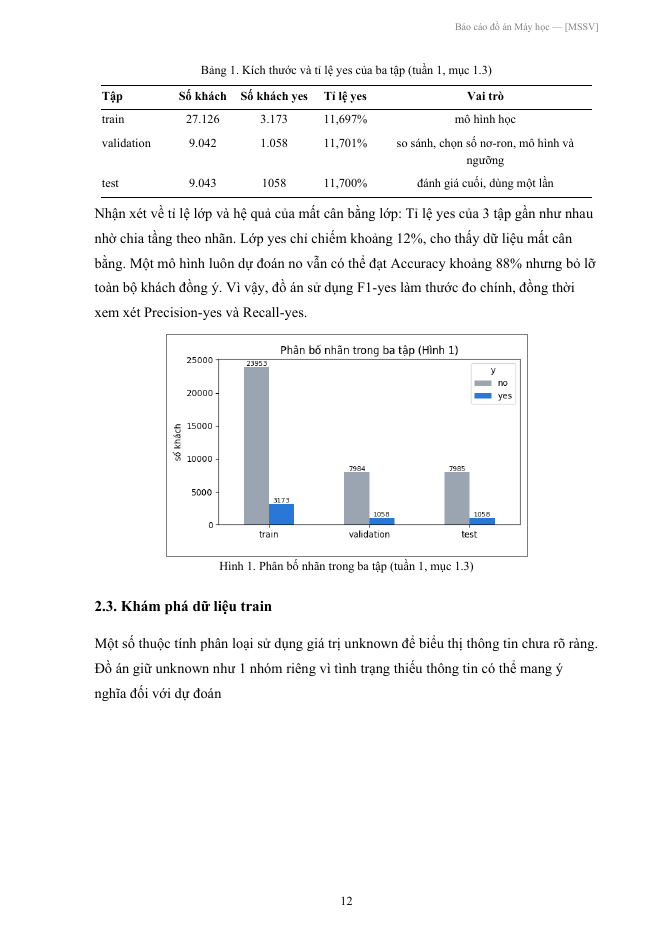 Báo cáo đồ án Máy học — [MSSV]
Bảng 1. Kích thước và tỉ lệ yes của ba tập (tuần 1, mục 1.3)
Tập Số khách Số khách yes Tỉ lệ yes Vai trò
train 27.126 3.173 11,697% mô hình học
validation 9.042 1.058 11,701% so sánh, chọn số nơ-ron, mô hình và
ngưỡng
test 9.043 1058 11,700% đánh giá cuối, dùng một lần
Nhận xét về tỉ lệ lớp và hệ quả của mất cân bằng lớp: Tỉ lệ yes của 3 tập gần như nhau
nhờ chia tầng theo nhãn. Lớp yes chỉ chiếm khoảng 12%, cho thấy dữ liệu mất cân
bằng. Một mô hình luôn dự đoán no vẫn có thể đạt Accuracy khoảng 88% nhưng bỏ lỡ
toàn bộ khách đồng ý. Vì vậy, đồ án sử dụng F1-yes làm thước đo chính, đồng thời
xem xét Precision-yes và Recall-yes.
Phân bố nhãn trong ba tập (Hình 1)
25000
20000
15000
10000
5000
0
số khách
23953
3173
7984
1058
7985
1058
y
no
yes
train validation test
Hình 1. Phân bố nhãn trong ba tập (tuần 1, mục 1.3)
2.3. Khám phá dữ liệu train
Một số thuộc tính phân loại sử dụng giá trị unknown để biểu thị thông tin chưa rõ ràng.
Đồ án giữ unknown như 1 nhóm riêng vì tình trạng thiếu thông tin có thể mang ý
nghĩa đối với dự đoán
12